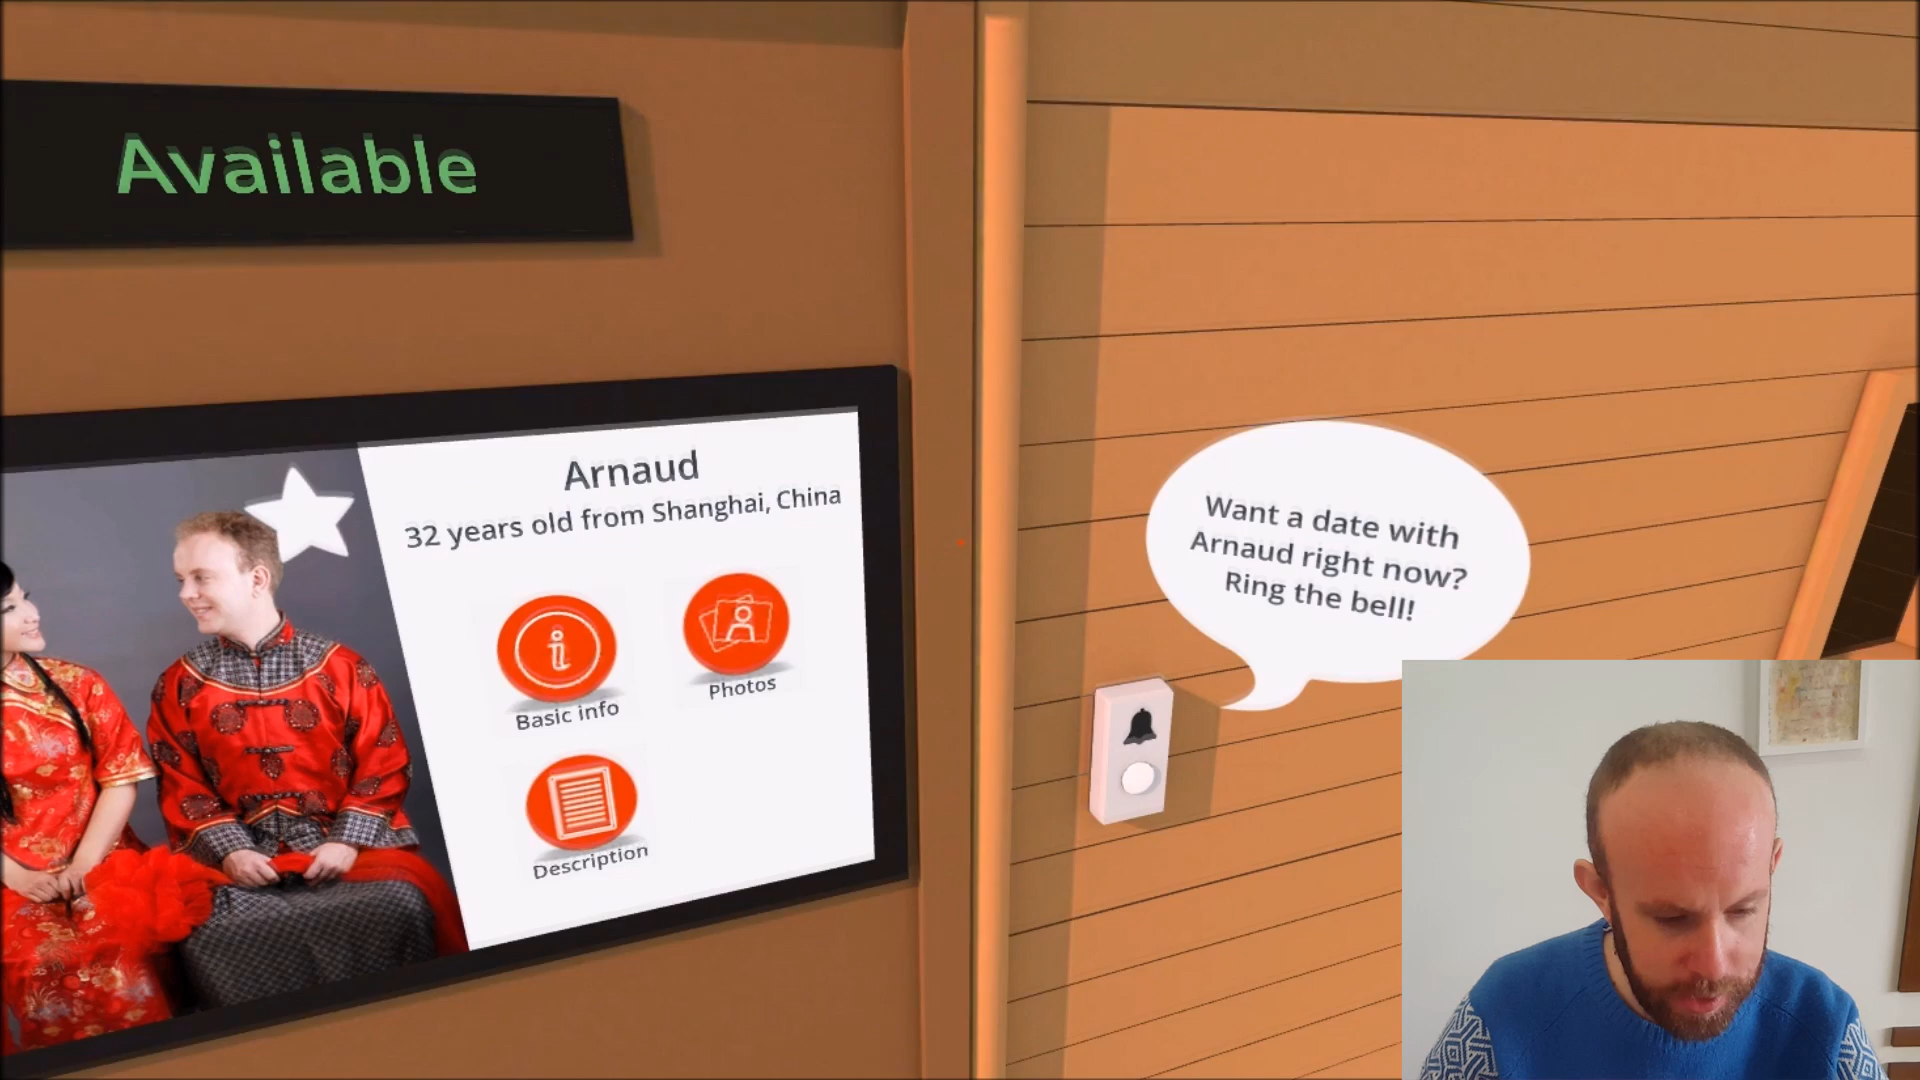 Available
Arnaud
32 years old from Shanghai, China
Basic info
Photos
Description
Want a date with
Arnaud right now?
Ring the bell!